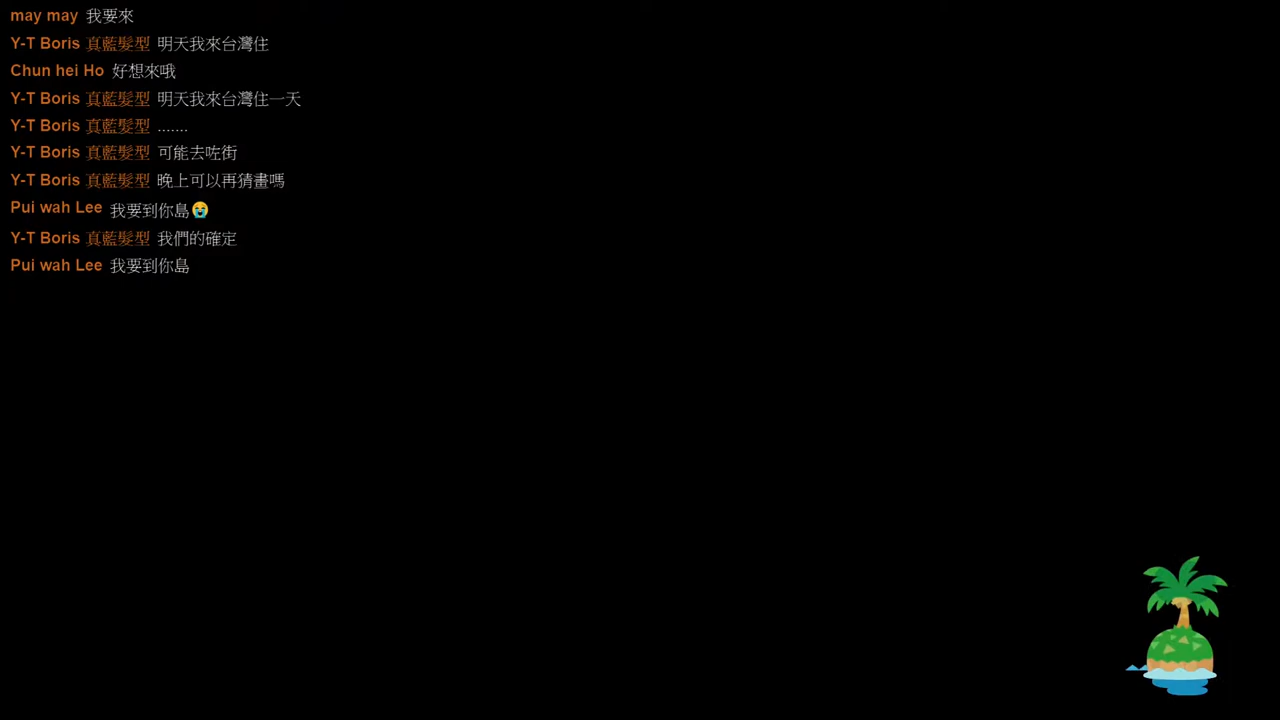 may may 我要來
Y-T Boris 真藍髮型 明天我來台灣住
Chun hei Ho 好想來哦
Y-T Boris 真藍髮型 明天我來台灣住一天
Y-T Boris 真藍髮型 .......
Y-T Boris 真藍髮型 可能去咗街
Y-T Boris 真藍髮型 晚上可以再猜畫嗎
Pui wah Lee 我要到你島😭
Y-T Boris 真藍髮型 我們的確定
Pui wah Lee 我要到你島